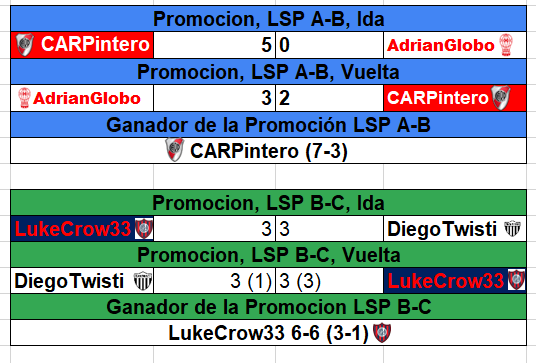 Promocion, LSP A-B, Ida
CARPintero 5 0 AdrianGlobo
Promocion, LSP A-B, Vuelta
AdrianGlobo 3 2 CARPintero
Ganador de la Promoción LSP A-B
CARPintero (7-3)
Promocion, LSP B-C, Ida
LukeCrow33 3 3 DiegoTwisti
Promocion, LSP B-C, Vuelta
DiegoTwisti 3 (1) 3 (3) LukeCrow33
Ganador de la Promocion LSP B-C
LukeCrow33 6-6 (3-1)